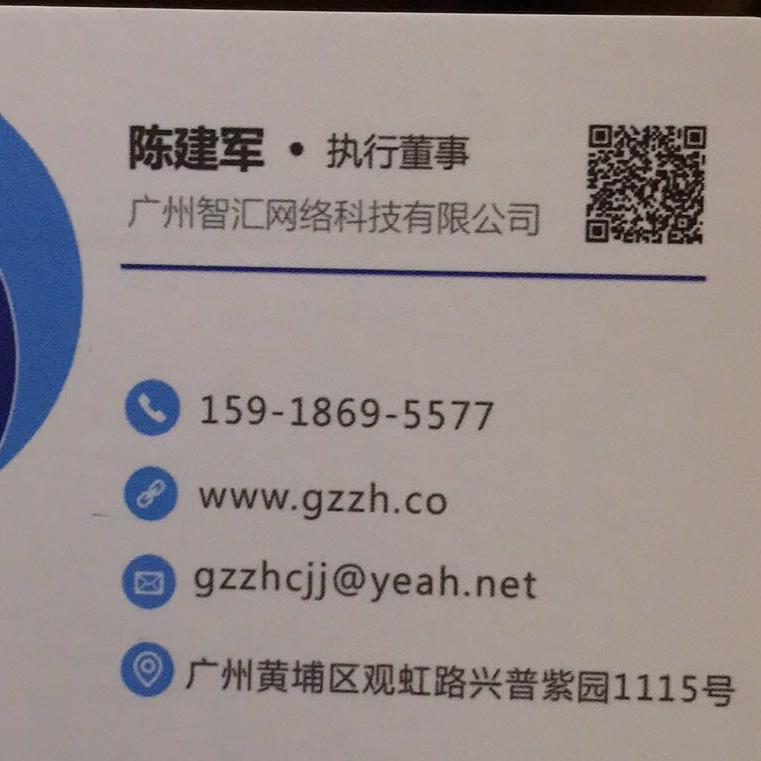 陈建军 • 执行董事
广州智汇网络科技有限公司
159-1869-5577
www.gzzh.co
gzzhcjj@yeah.net
广州黄埔区观虹路兴普紫园1115号